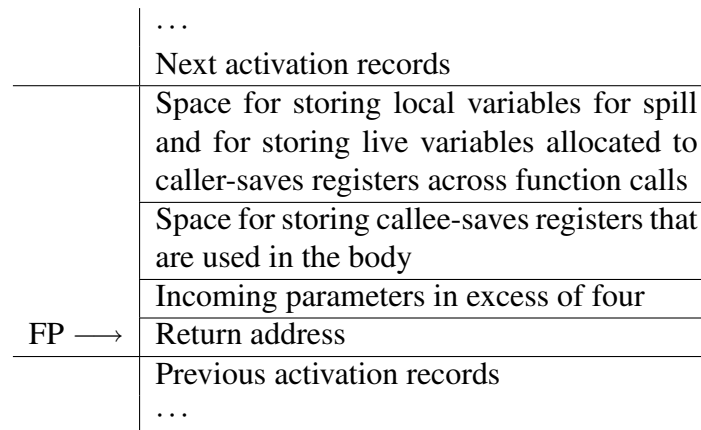 ···
Next activation records
Space for storing local variables for spill
and for storing live variables allocated to
caller-saves registers across function calls
Space for storing callee-saves registers that
are used in the body
Incoming parameters in excess of four
FP ⟶ Return address
Previous activation records
···